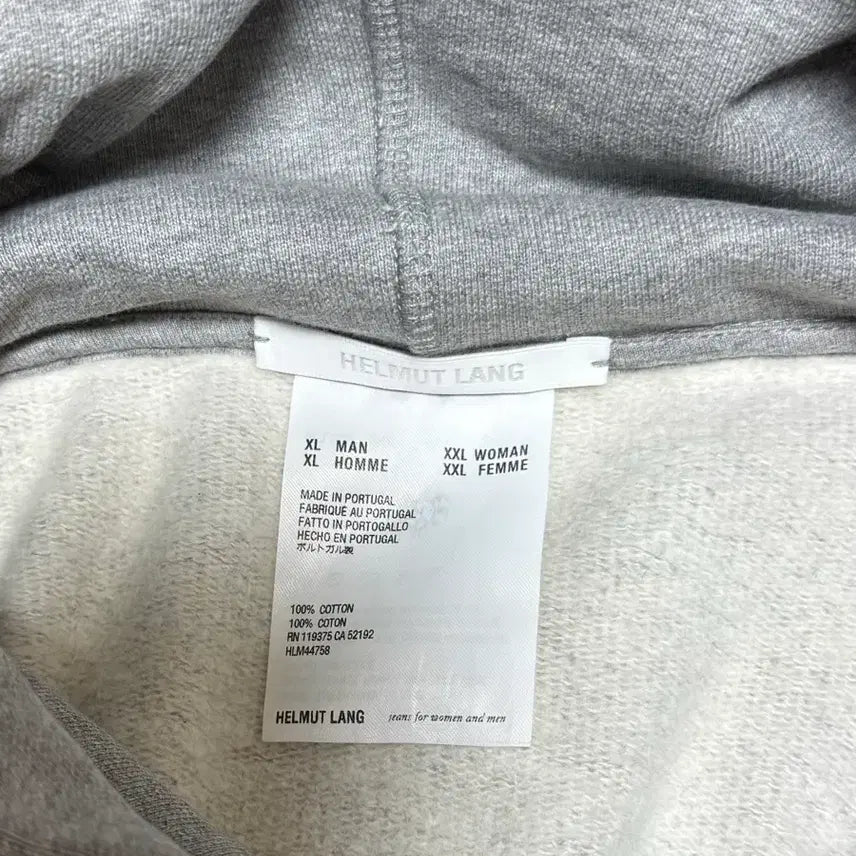 HELMUT LANG
XL MAN XXL WOMAN
XL HOMME XXL FEMME
MADE IN PORTUGAL
FABRIQUÉ AU PORTUGAL
FATTO IN PORTOGALLO
HECHO EN PORTUGAL
ポルトガル製
100% COTTON
100% COTON
RN 119375 CA 52192
HLM44758
HELMUT LANG jeans for women and men